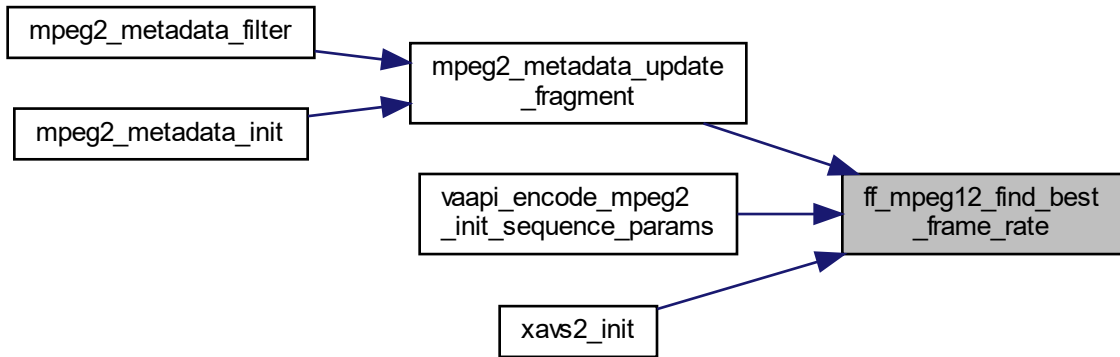 mpeg2_metadata_filter
mpeg2_metadata_update
_fragment
mpeg2_metadata_init
vaapi_encode_mpeg2
_init_sequence_params
ff_mpeg12_find_best
_frame_rate
xavs2_init